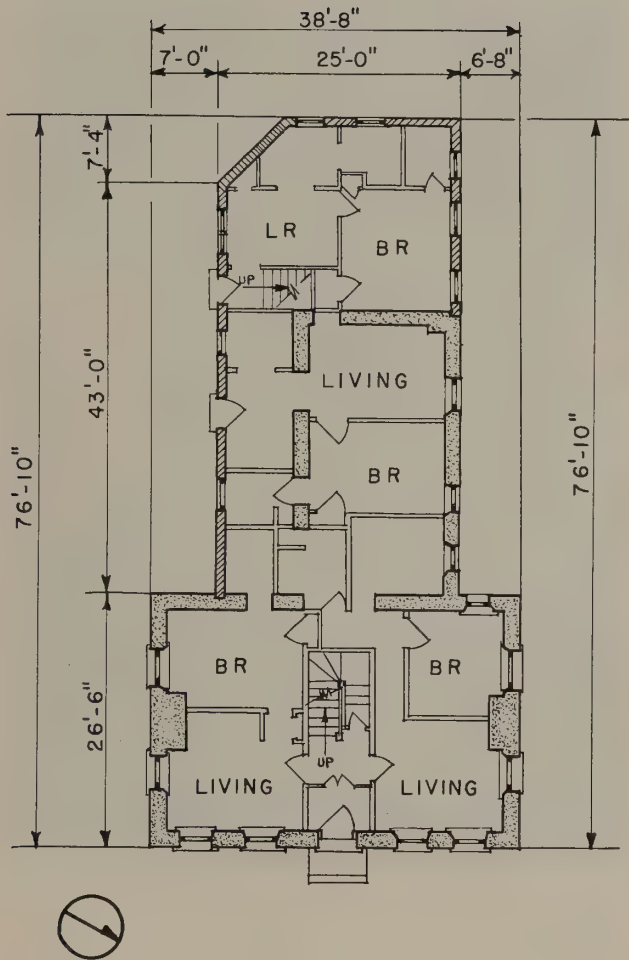 38'-8"
7'-0" 25'-0" 6'-8"
7'-4"
LR
BR
UP
43'-0"
LIVING
76'-10"
76'-10"
BR
BR
BR
26'-6"
UP
LIVING
LIVING